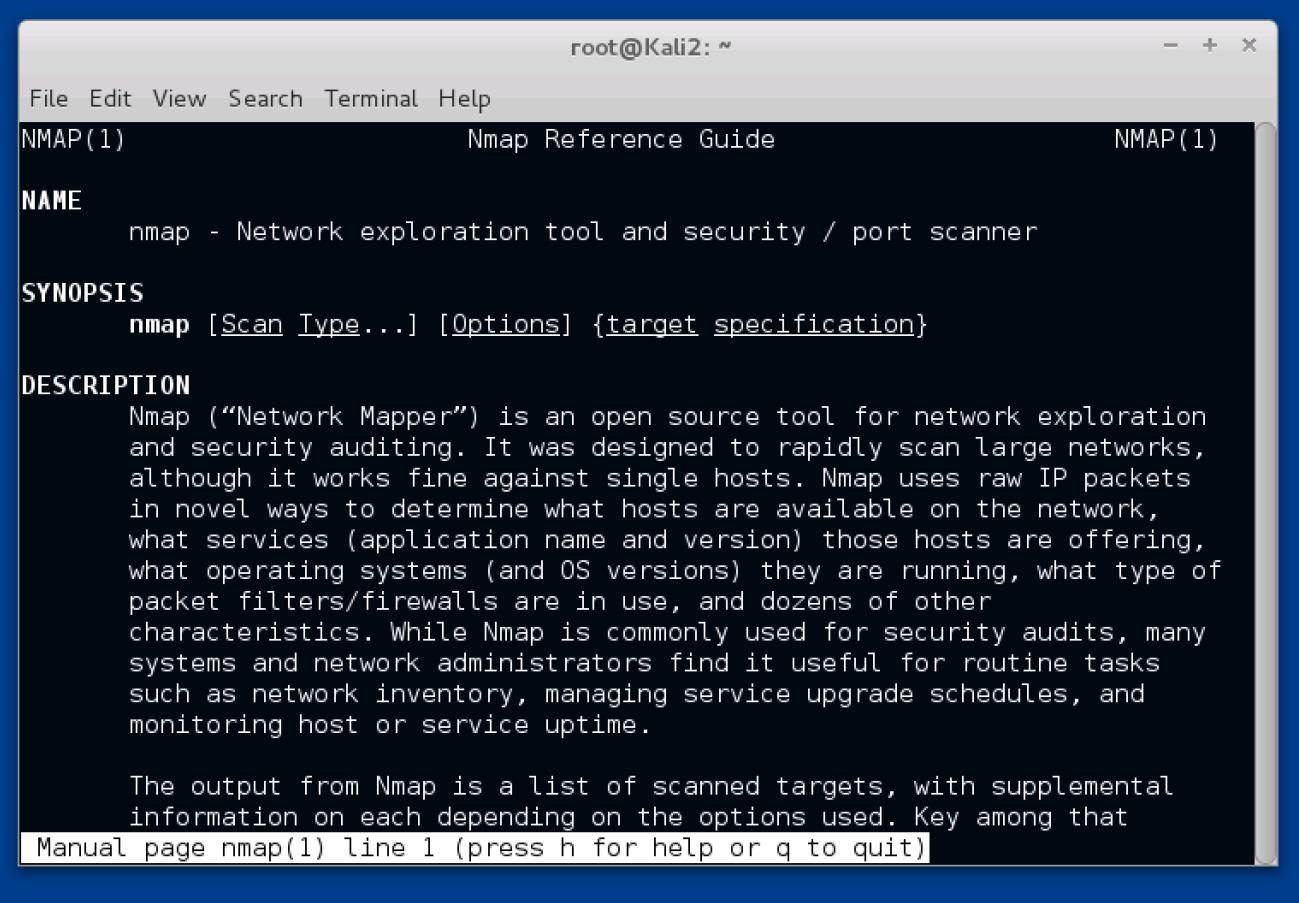 root@Kali2: ~
File Edit View Search Terminal Help
NMAP(1) Nmap Reference Guide NMAP(1)
NAME
nmap - Network exploration tool and security / port scanner
SYNOPSIS
nmap [Scan Type...] [Options] {target specification}
DESCRIPTION
Nmap (“Network Mapper”) is an open source tool for network exploration
and security auditing. It was designed to rapidly scan large networks,
although it works fine against single hosts. Nmap uses raw IP packets
in novel ways to determine what hosts are available on the network,
what services (application name and version) those hosts are offering,
what operating systems (and OS versions) they are running, what type of
packet filters/firewalls are in use, and dozens of other
characteristics. While Nmap is commonly used for security audits, many
systems and network administrators find it useful for routine tasks
such as network inventory, managing service upgrade schedules, and
monitoring host or service uptime.
The output from Nmap is a list of scanned targets, with supplemental
information on each depending on the options used. Key among that
Manual page nmap(1) line 1 (press h for help or q to quit)